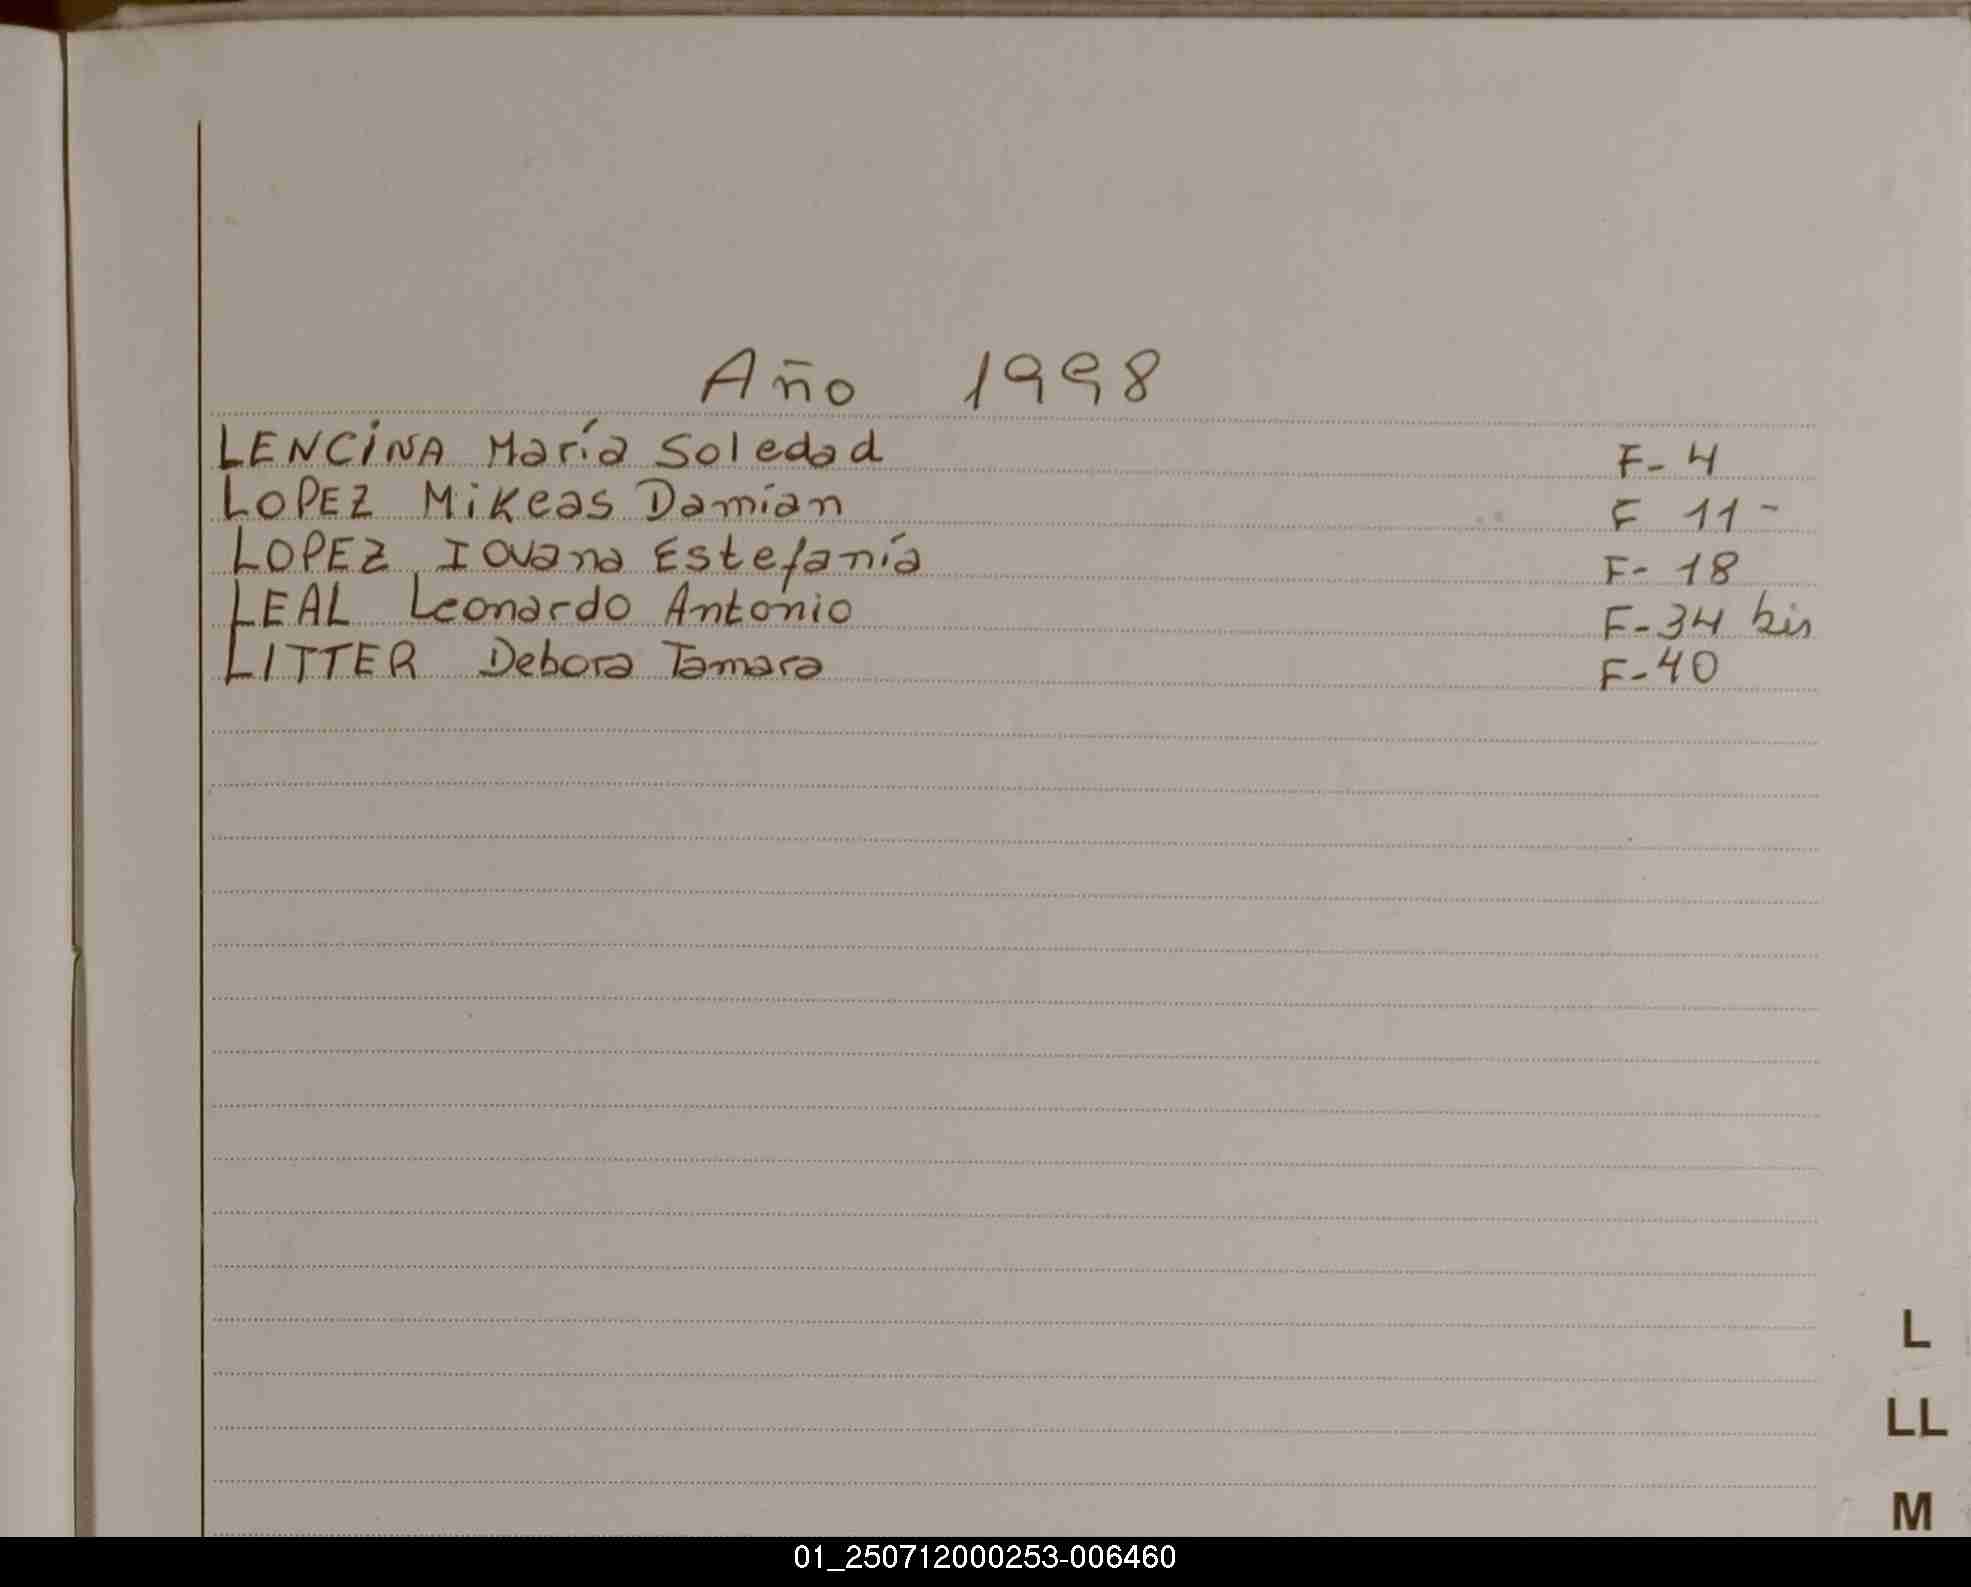 Año 1998
LENCINA María Soledad F- 4
LOPEZ Mikeas Damian F 11-
LOPEZ Iovana Estefanía F- 18
LEAL Leonardo Antonio F-34 bis
LITTER Debora Tamara F-40
L
LL
M
01_250712000253-006460